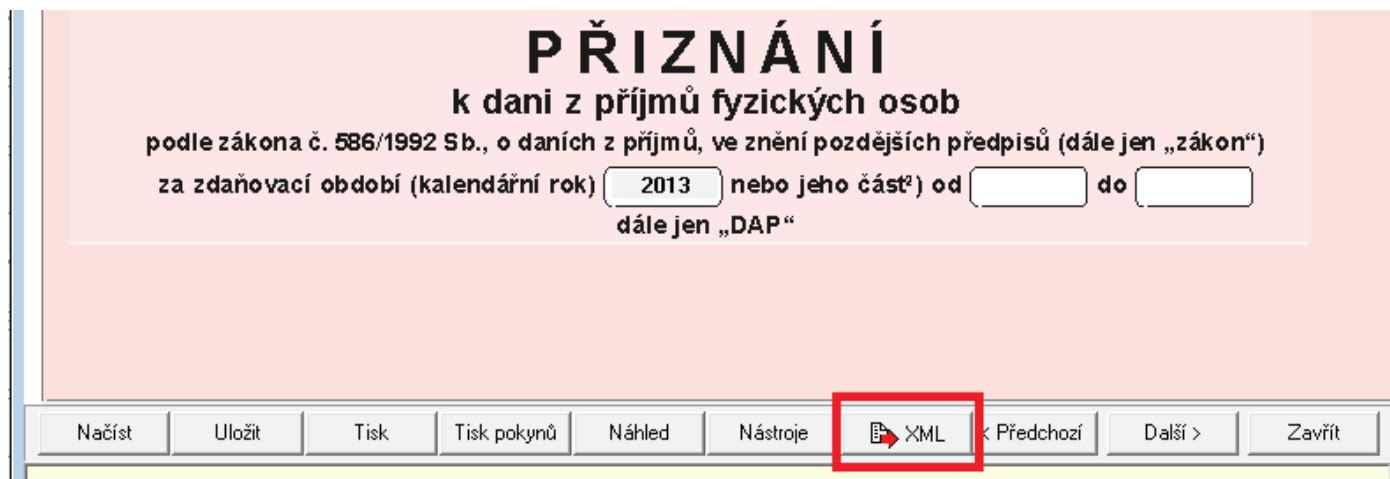 PŘIZNÁNÍ
k dani z příjmů fyzických osob
podle zákona č. 586/1992 Sb., o daních z příjmů, ve znění pozdějších předpisů (dále jen „zákon“)
za zdaňovací období (kalendářní rok) 2013 nebo jeho část²) od do
dále jen „DAP“
Načíst Uložit Tisk Tisk pokynů Náhled Nástroje XML < Předchozí Další > Zavřít